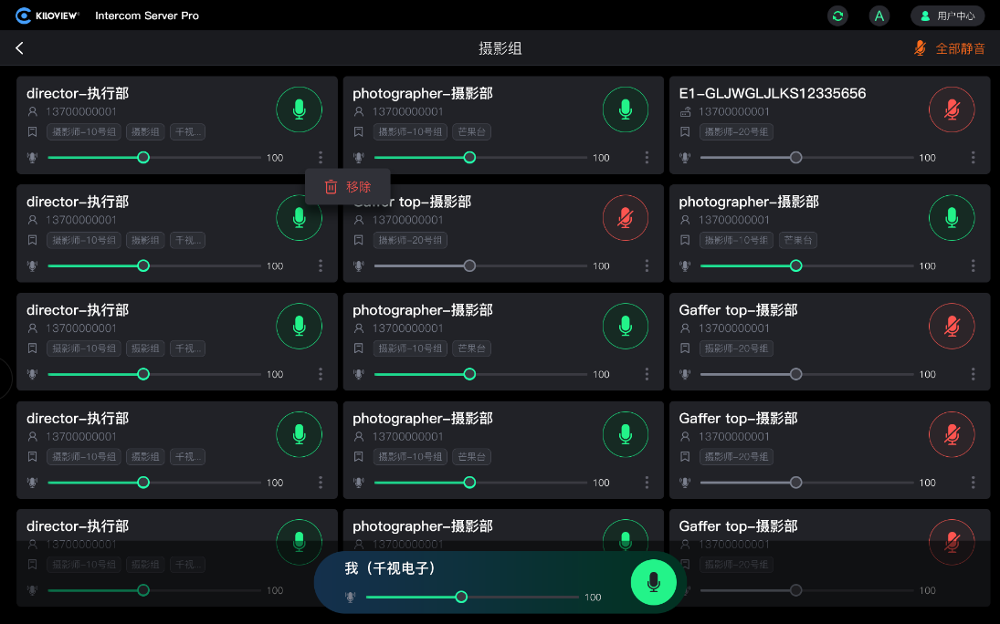 KILOVIEW® Intercom Server Pro A 用户中心
摄影组 全部静音
director-执行部 photographer-摄影部 E1-GLJWGLJLKS12335656
13700000001 13700000001 13700000001
摄影师-10号组 摄影组 千视... 摄影师-10号组 芒果台 摄影师-20号组
100 100 100
移除
director-执行部 Gaffer top-摄影部 photographer-摄影部
13700000001 13700000001 13700000001
摄影师-10号组 摄影组 千视... 摄影师-20号组 摄影师-10号组 芒果台
100 100 100
director-执行部 photographer-摄影部 Gaffer top-摄影部
13700000001 13700000001 13700000001
摄影师-10号组 摄影组 千视... 摄影师-10号组 芒果台 摄影师-20号组
100 100 100
director-执行部 photographer-摄影部 Gaffer top-摄影部
13700000001 13700000001 13700000001
摄影师-10号组 摄影组 千视... 摄影师-10号组 芒果台 摄影师-20号组
100 100 100
director-执行部 photographer-摄影部 Gaffer top-摄影部
13700000001 13700000001 13700000001
摄影师-10号组 摄影组 千视... 摄影师-20号组
我（千视电子）
100 100 100